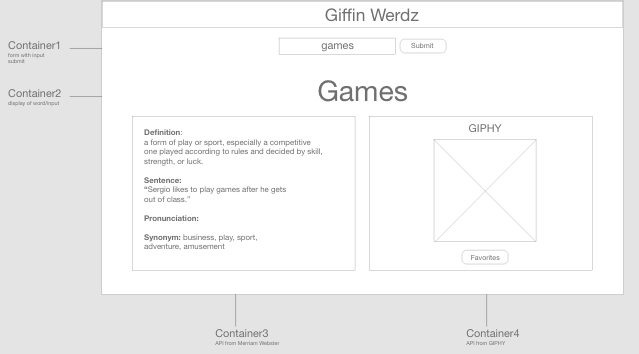 Giffin Werdz
Container1
form with input
submit
games
Submit
Container2
display of word/input
Games
Definition:
a form of play or sport, especially a competitive
one played according to rules and decided by skill,
strength, or luck.
Sentence:
“Sergio likes to play games after he gets
out of class.”
Pronunciation:
Synonym: business, play, sport,
adventure, amusement
GIPHY
Favorites
Container3
API from Merriam Webster
Container4
API from GIPHY